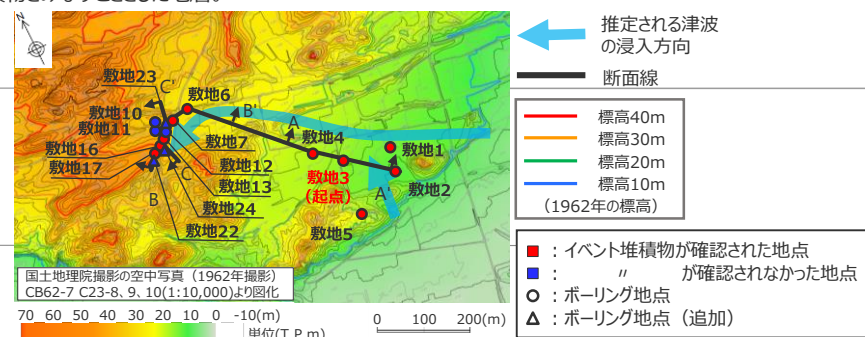 敷地23
C'
敷地6
敷地10
敷地11
B'
A
敷地4
敷地16
敷地7
敷地1
敷地17
敷地12
敷地3
(起点)
敷地13
C
A'
敷地2
B
敷地24
敷地22
敷地5
国土地理院撮影の空中写真（1962年撮影）
CB62-7 C23-8、9、10(1:10,000)より図化
70 60 50 40 30 20 10 0 -10(m)
単位(T.P.m)
0 100 200(m)
推定される津波
の浸入方向
断面線
標高40m
標高30m
標高20m
標高10m
（1962年の標高）
■：イベント堆積物が確認された地点
■： 〃 が確認されなかった地点
○：ボーリング地点
△：ボーリング地点（追加）